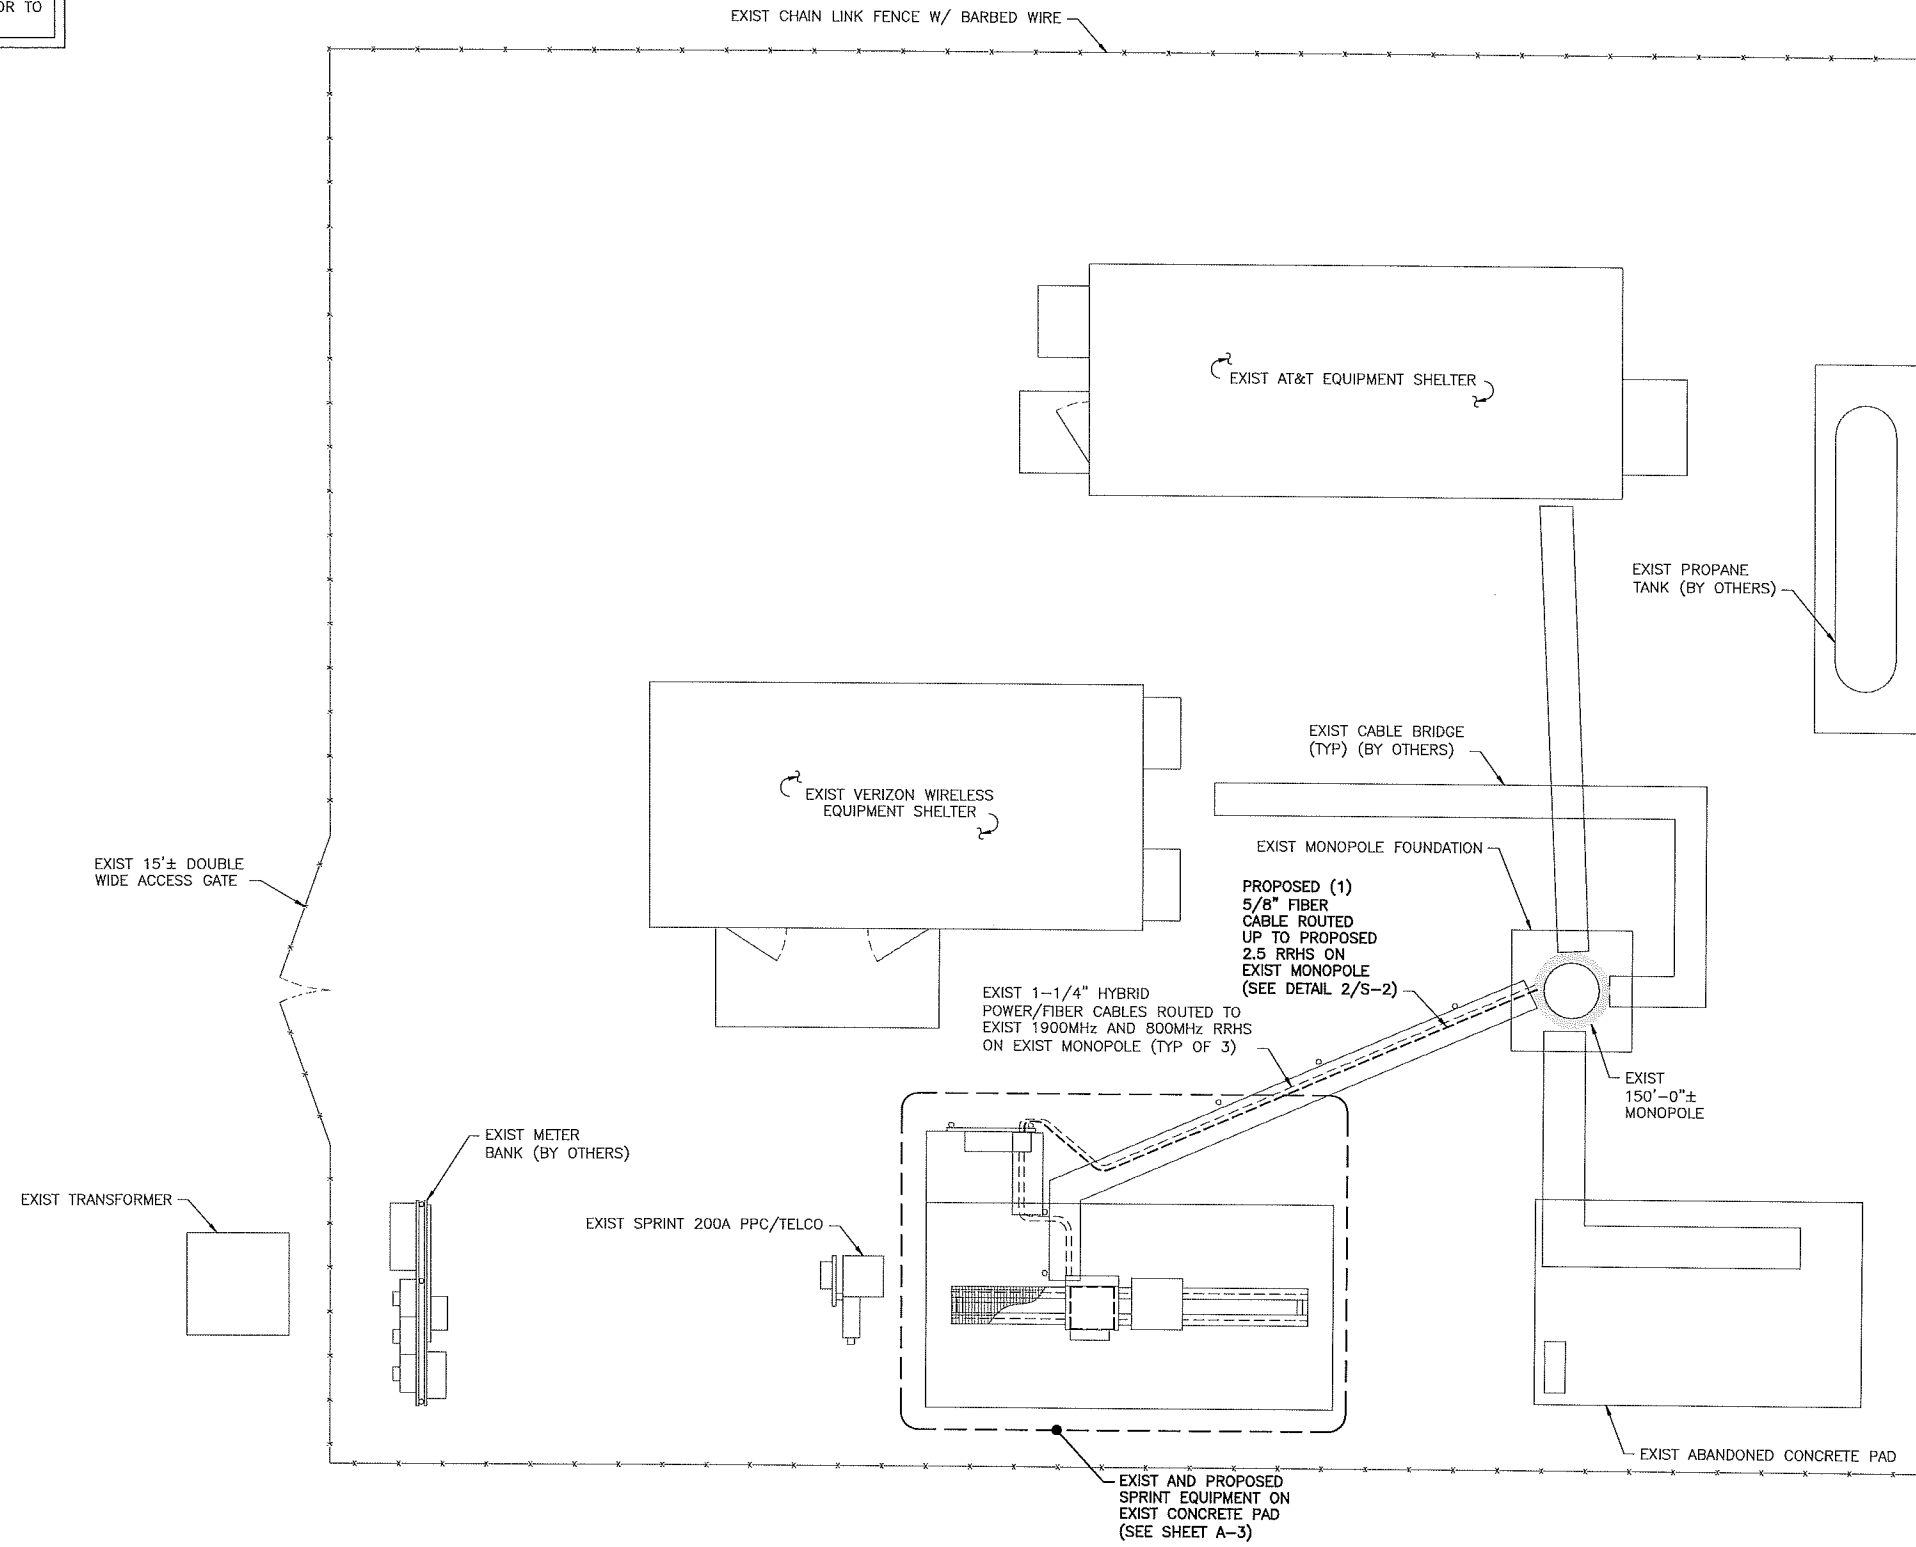 OR TO
EXIST CHAIN LINK FENCE W/ BARBED WIRE
EXIST AT&T EQUIPMENT SHELTER
EXIST PROPANE
TANK (BY OTHERS)
EXIST CABLE BRIDGE
(TYP) (BY OTHERS)
EXIST VERIZON WIRELESS
EQUIPMENT SHELTER
EXIST MONOPOLE FOUNDATION
EXIST 15'± DOUBLE
WIDE ACCESS GATE
PROPOSED (1)
5/8" FIBER
CABLE ROUTED
UP TO PROPOSED
2.5 RRHS ON
EXIST MONOPOLE
(SEE DETAIL 2/S-2)
EXIST 1-1/4" HYBRID
POWER/FIBER CABLES ROUTED TO
EXIST 1900MHz AND 800MHz RRHS
ON EXIST MONOPOLE (TYP OF 3)
EXIST
150'-0"±
MONOPOLE
EXIST METER
BANK (BY OTHERS)
EXIST TRANSFORMER
EXIST SPRINT 200A PPC/TELCO
EXIST ABANDONED CONCRETE PAD
EXIST AND PROPOSED
SPRINT EQUIPMENT ON
EXIST CONCRETE PAD
(SEE SHEET A-3)